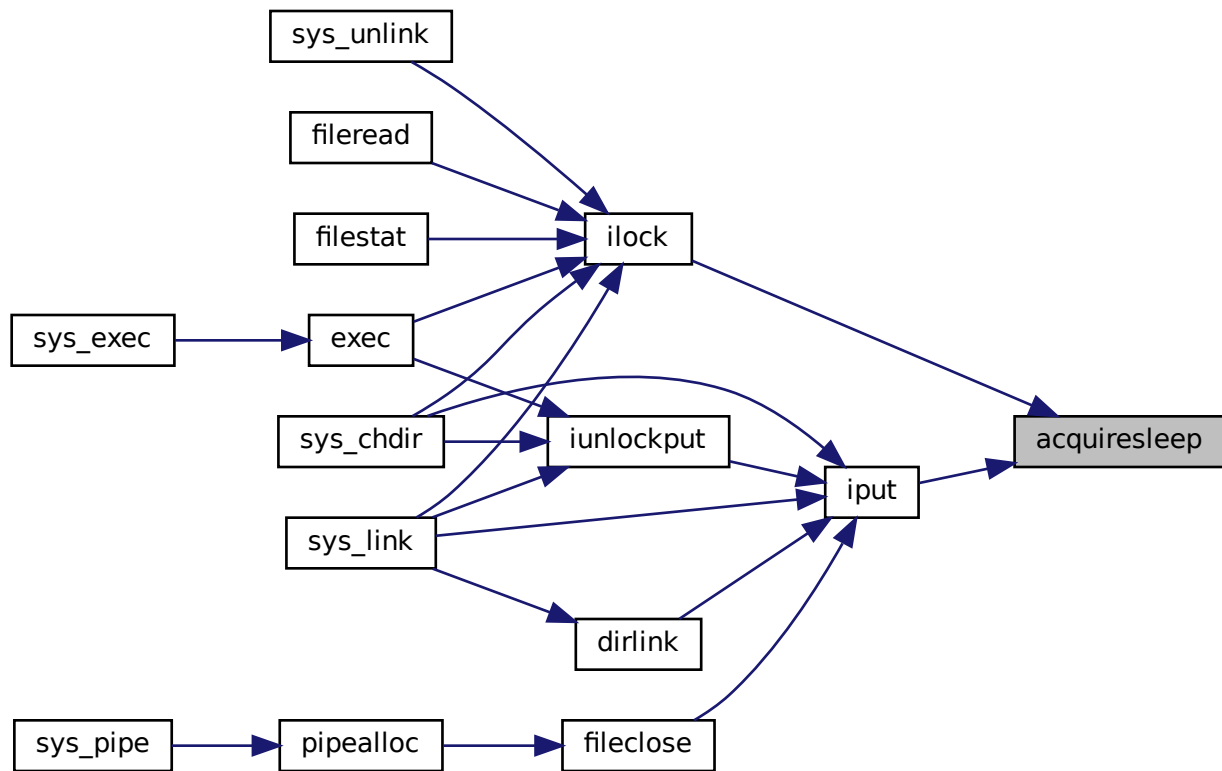 sys_unlink
fileread
ilock
filestat
sys_exec
exec
sys_chdir
iunlockput
acquiresleep
iput
sys_link
dirlink
sys_pipe
pipealloc
fileclose